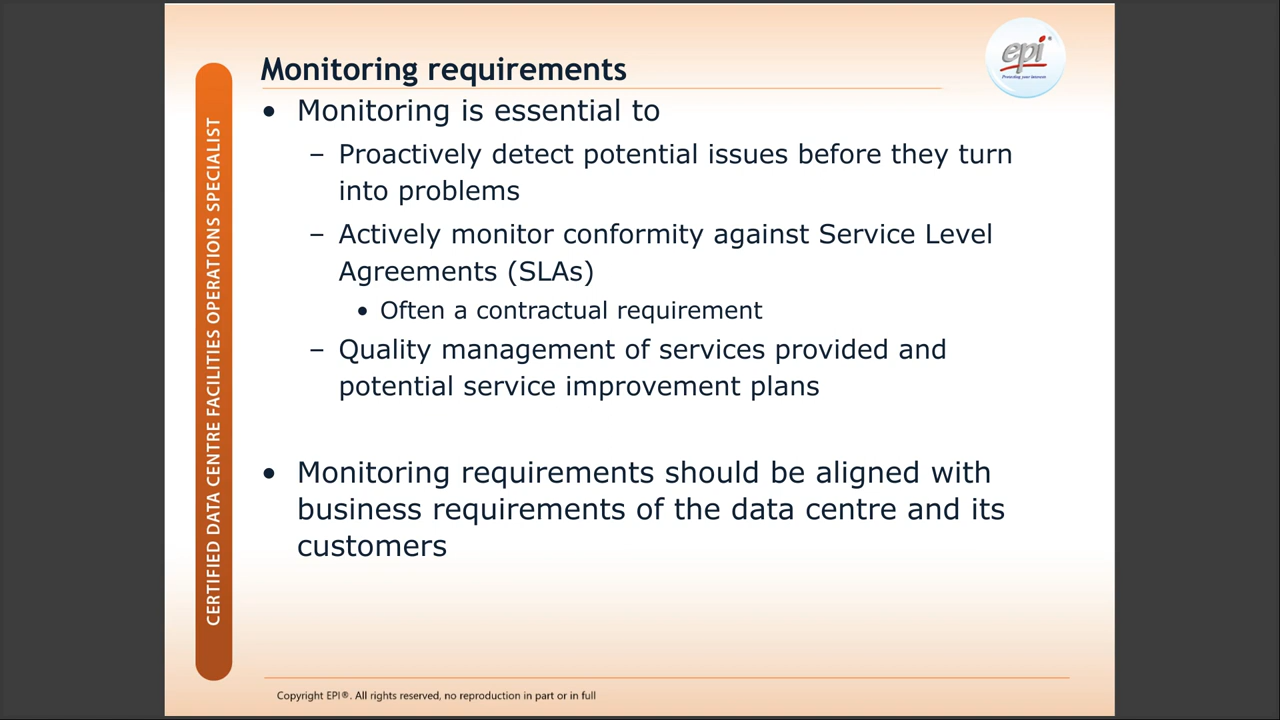 Monitoring requirements
epi®
Protecting your interests
CERTIFIED DATA CENTRE FACILITIES OPERATIONS SPECIALIST
• Monitoring is essential to
– Proactively detect potential issues before they turn
into problems
– Actively monitor conformity against Service Level
Agreements (SLAs)
• Often a contractual requirement
– Quality management of services provided and
potential service improvement plans
• Monitoring requirements should be aligned with
business requirements of the data centre and its
customers
Copyright EPI®. All rights reserved, no reproduction in part or in full